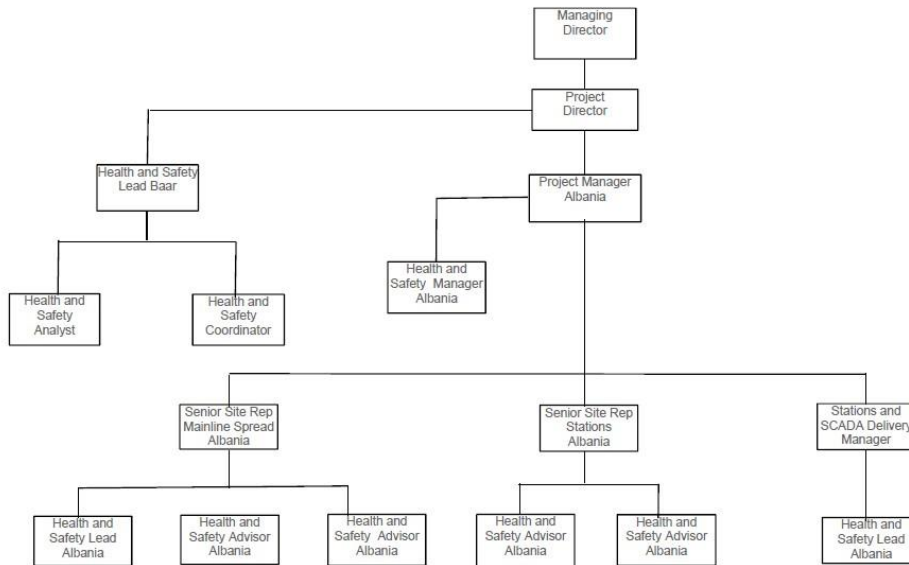 Managing
Director
Project
Director
Health and Safety
Lead Baar
Project Manager
Albania
Health and
Safety Manager
Albania
Health and
Safety
Analyst
Health and
Safety
Coordinator
Senior Site Rep
Mainline Spread
Albania
Senior Site Rep
Stations
Albania
Stations and
SCADA Delivery
Manager
Health and
Safety Lead
Albania
Health and
Safety Advisor
Albania
Health and
Safety Advisor
Albania
Health and
Safety Advisor
Albania
Health and
Safety Advisor
Albania
Health and
Safety Lead
Albania